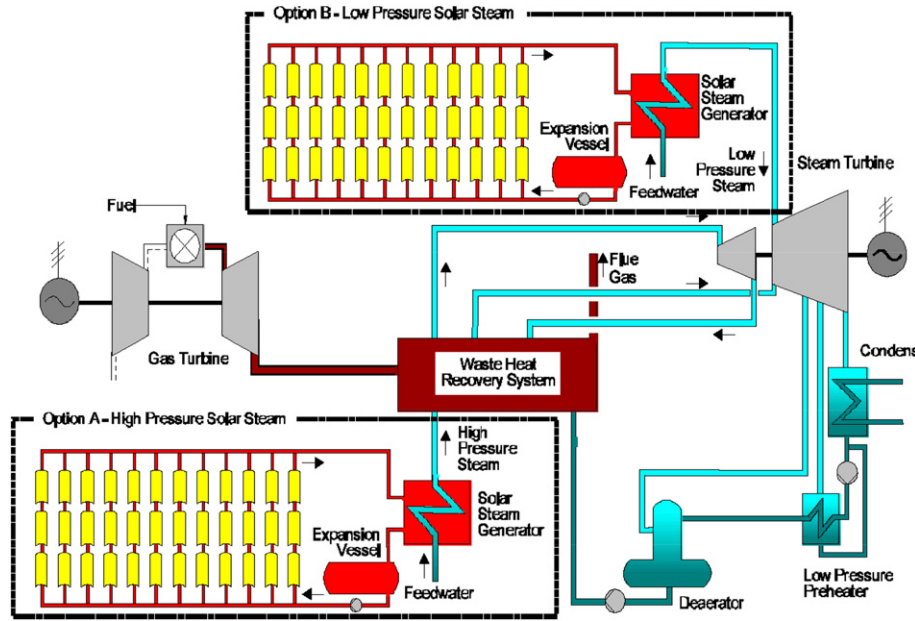 Option B - Low Pressure Solar Steam
Solar
Steam
Generator
Expansion
Vessel
Feedwater
Low
Pressure
Steam
Steam Turbine
Fuel
Flue
Gas
Gas Turbine
Waste Heat
Recovery System
Condens
Option A - High Pressure Solar Steam
High
Pressure
Steam
Solar
Steam
Generator
Expansion
Vessel
Feedwater
Deaerator
Low Pressure
Preheater